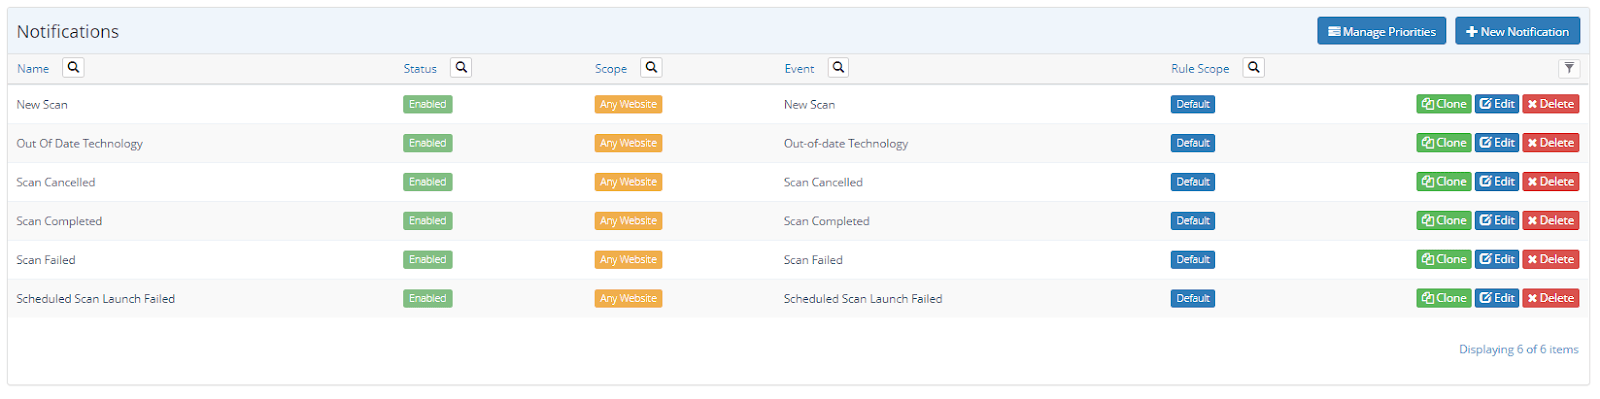 Notifications Manage Priorities New Notification
Name Status Scope Event Rule Scope
New Scan Enabled Any Website New Scan Default Clone Edit Delete
Out Of Date Technology Enabled Any Website Out-of-date Technology Default Clone Edit Delete
Scan Cancelled Enabled Any Website Scan Cancelled Default Clone Edit Delete
Scan Completed Enabled Any Website Scan Completed Default Clone Edit Delete
Scan Failed Enabled Any Website Scan Failed Default Clone Edit Delete
Scheduled Scan Launch Failed Enabled Any Website Scheduled Scan Launch Failed Default Clone Edit Delete
Displaying 6 of 6 items